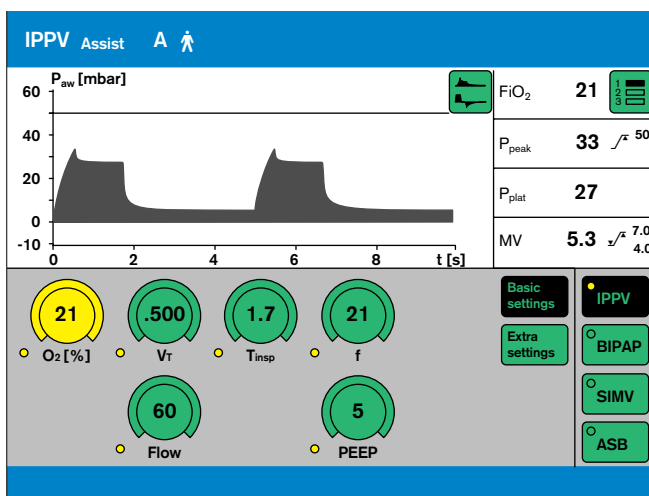 IPPV Assist A
Paw [mbar]
60
40
20
0
-10
0 2 4 6 8 t [s]
FiO2 21 1 2 3
Ppeak 33 50
Pplat 27
MV 5.3 7.0 4.0
21 .500 1.7 21
O2 [%] VT Tinsp f
60 5
Flow PEEP
Basic settings
Extra settings
IPPV
BIPAP
SIMV
ASB